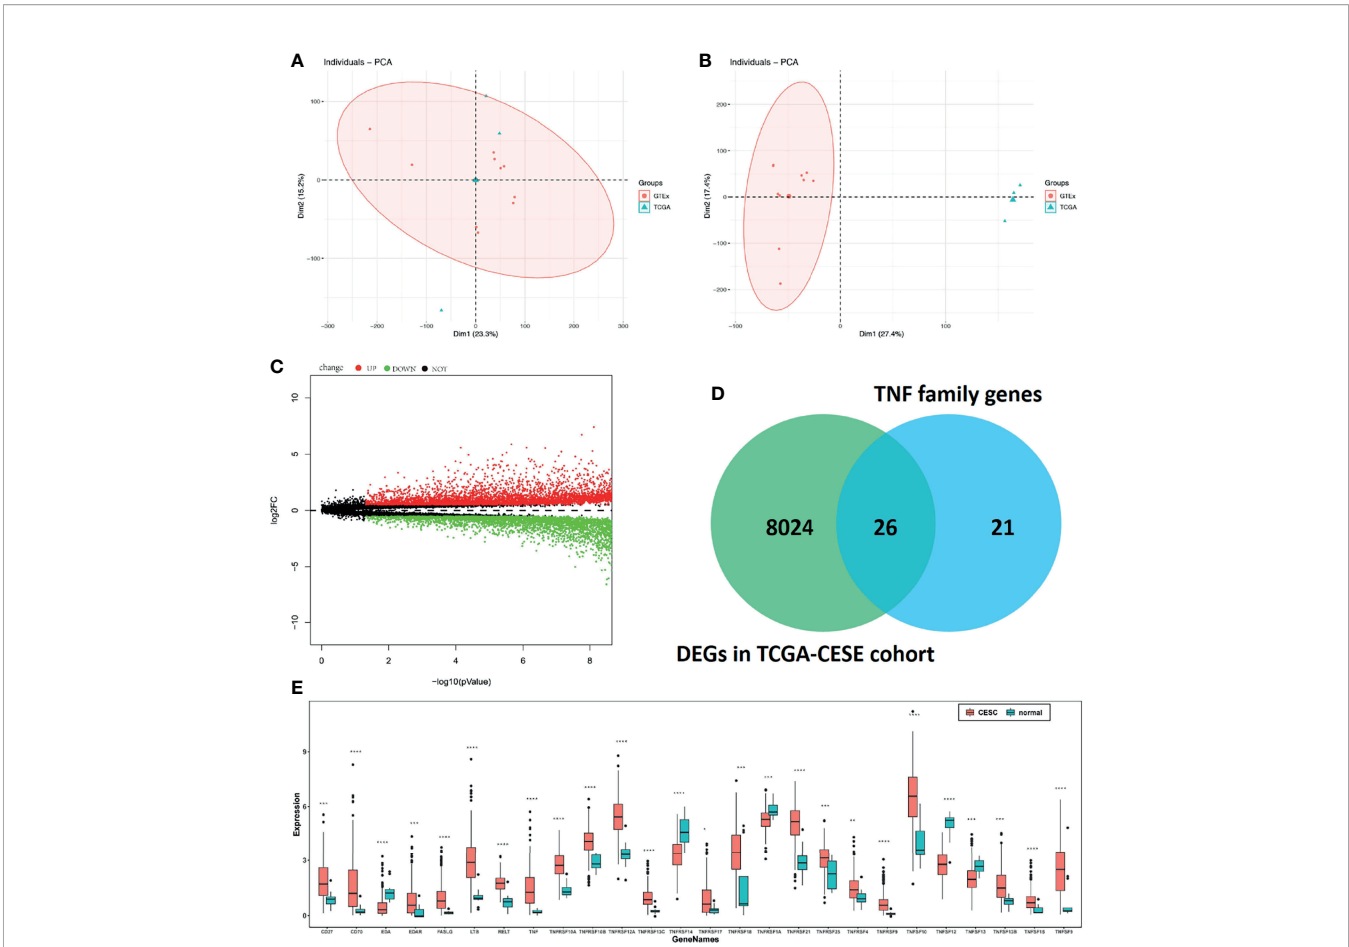 A
Individuals – PCA
100
0
−100
−300
−200
−100
0
100
200
300
Dim1 (23.3%)
Dim2 (15.2%)
Groups
GTEx
TCGA
B
Individuals – PCA
200
100
0
−100
−200
−100
0
100
Dim1 (27.4%)
Dim2 (17.4%)
Groups
GTEx
TCGA
C
change UP DOWN NOT
10
5
0
−5
−10
log2FC
0 2 4 6 8
−log10(pValue)
D
TNF family genes
8024 26 21
DEGs in TCGA-CESE cohort
E
CESC normal
9
6
3
0
Expression
*** **** **** *** **** **** **** **** **** **** **** **** **** * *** *** **** *** ** **** **** **** *** *** **** ****
CD27 CD70 EDA EDAR FASLG LTB RELT TNF TNFRSF10A TNFRSF10B TNFRSF12A TNFRSF13C TNFRSF14 TNFRSF17 TNFRSF18 TNFRSF1A TNFRSF21 TNFRSF25 TNFRSF4 TNFRSF9 TNFSF10 TNFSF12 TNFSF13 TNFSF13B TNFSF15 TNFSF9
GeneNames